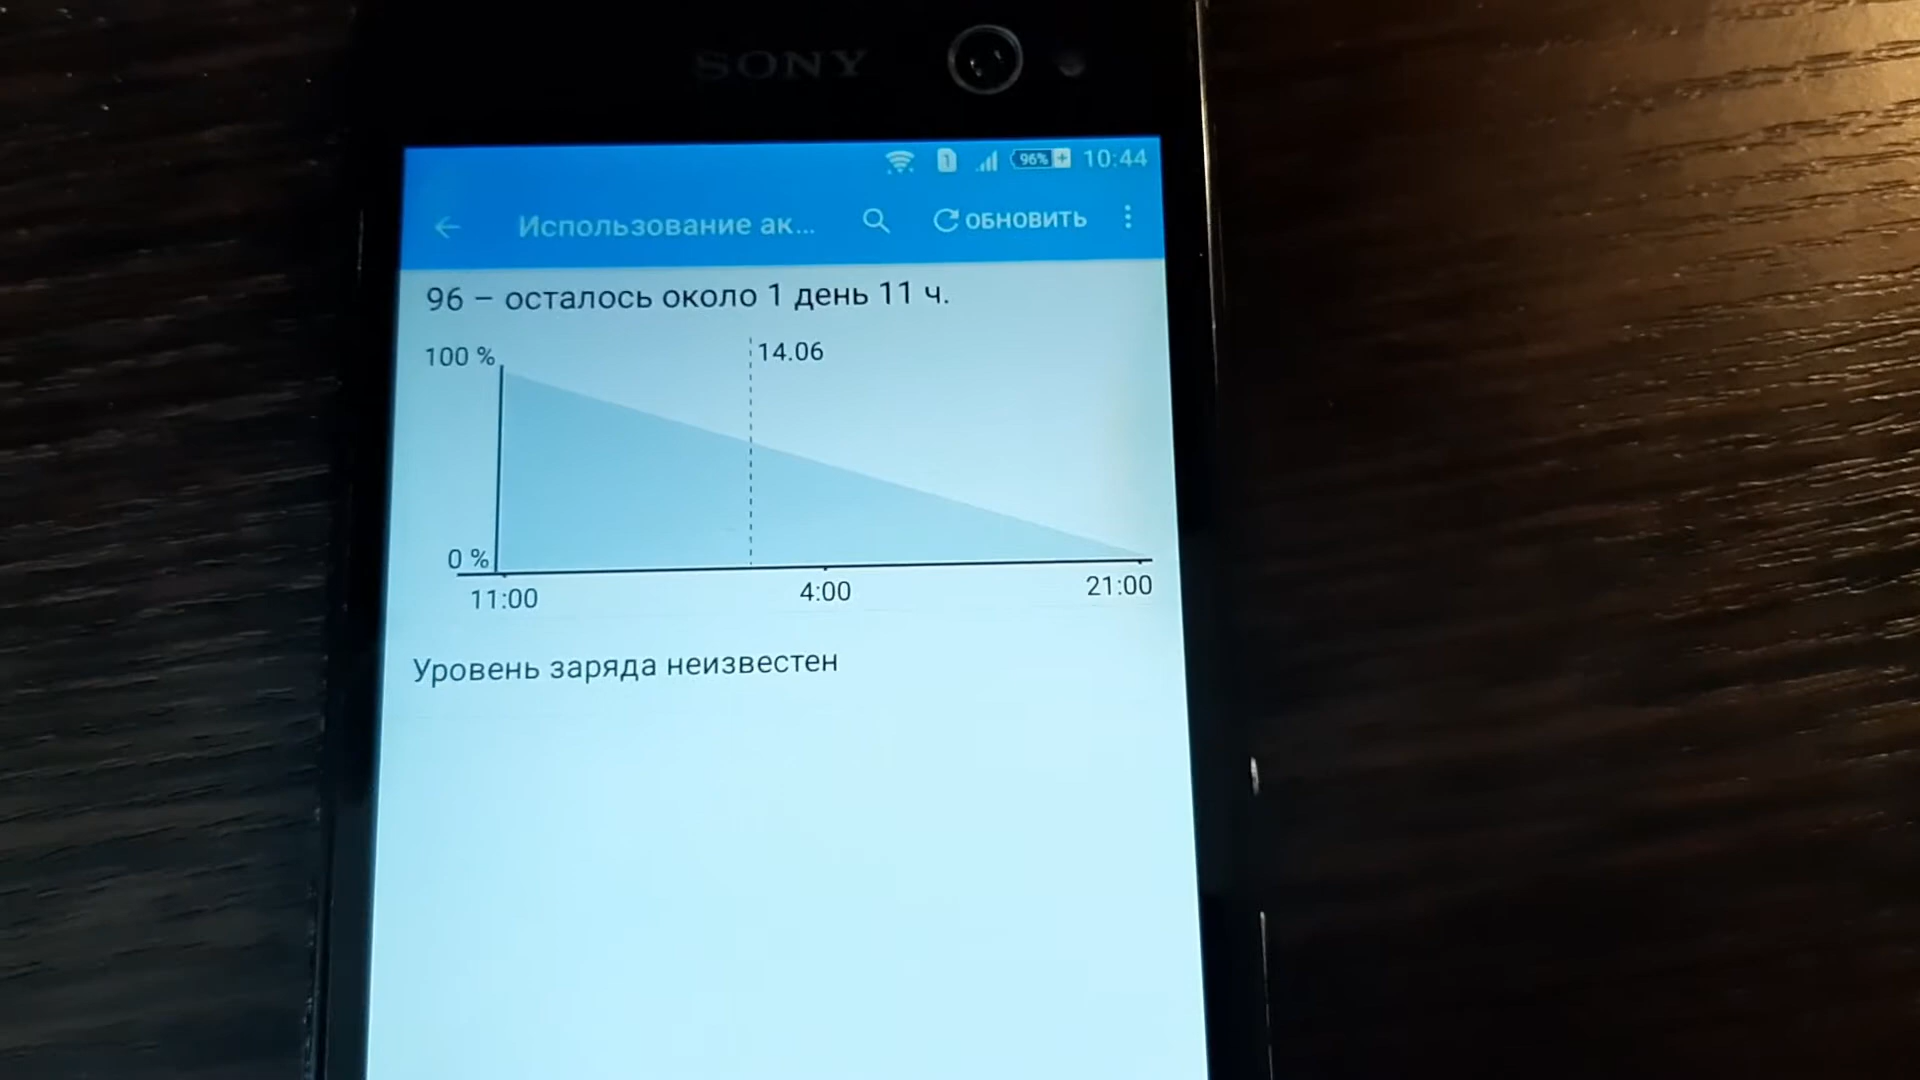 SONY
1 96% 10:44
Использование ак... ОБНОВИТЬ
96 – осталось около 1 день 11 ч.
100 % 14.06
0 %
11:00 4:00 21:00
Уровень заряда неизвестен